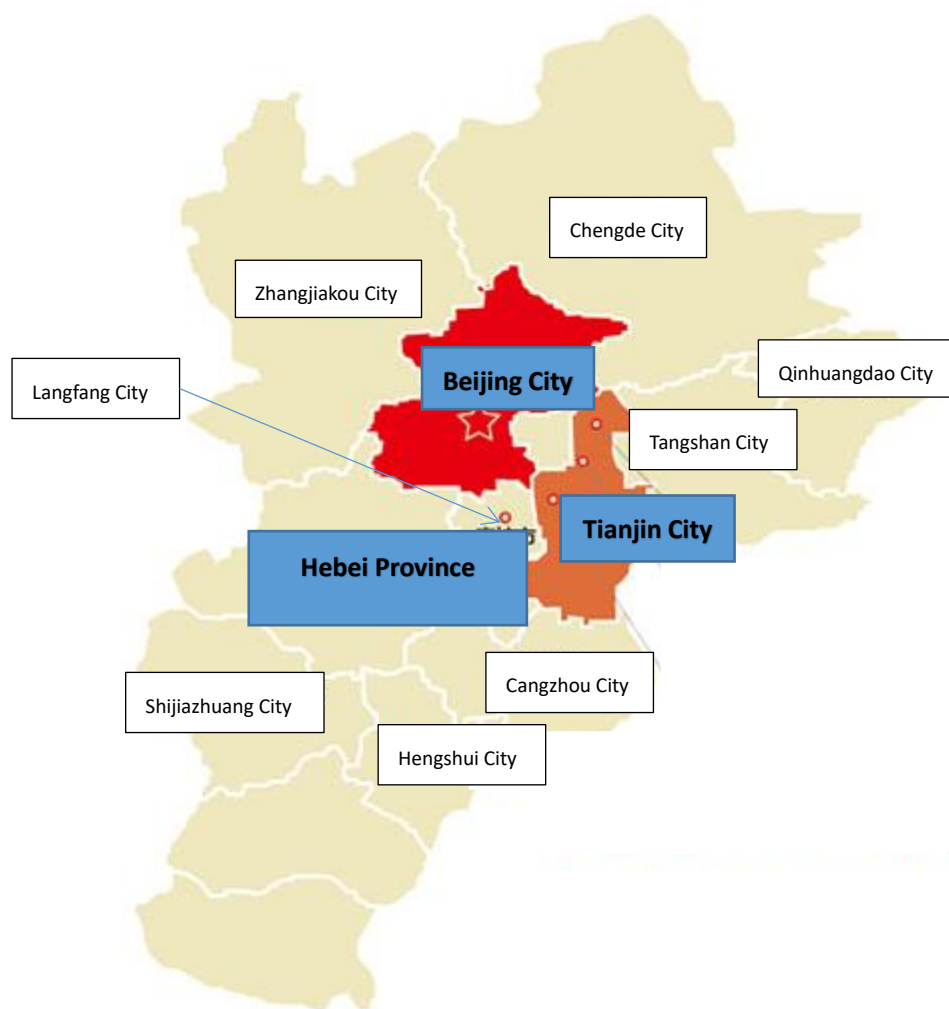 Chengde City
Zhangjiakou City
Beijing City
Qinhuangdao City
Langfang City
Tangshan City
Tianjin City
Hebei Province
Cangzhou City
Shijiazhuang City
Hengshui City